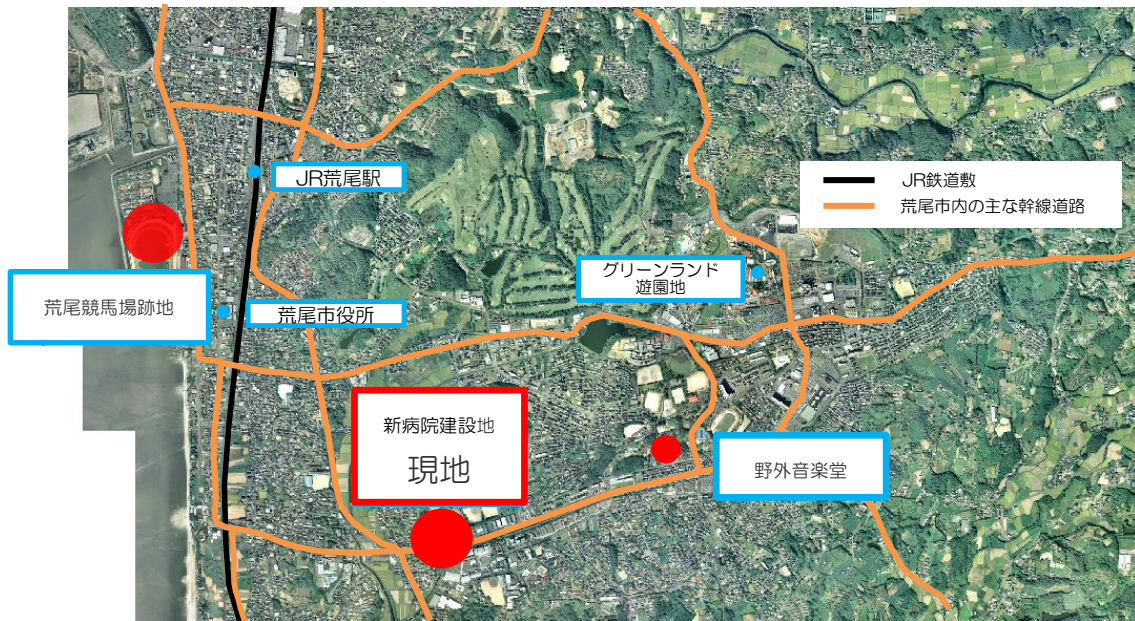 JR荒尾駅
JR鉄道敷
荒尾市内の主な幹線道路
グリーンランド
遊園地
荒尾競馬場跡地
荒尾市役所
新病院建設地
現地
野外音楽堂